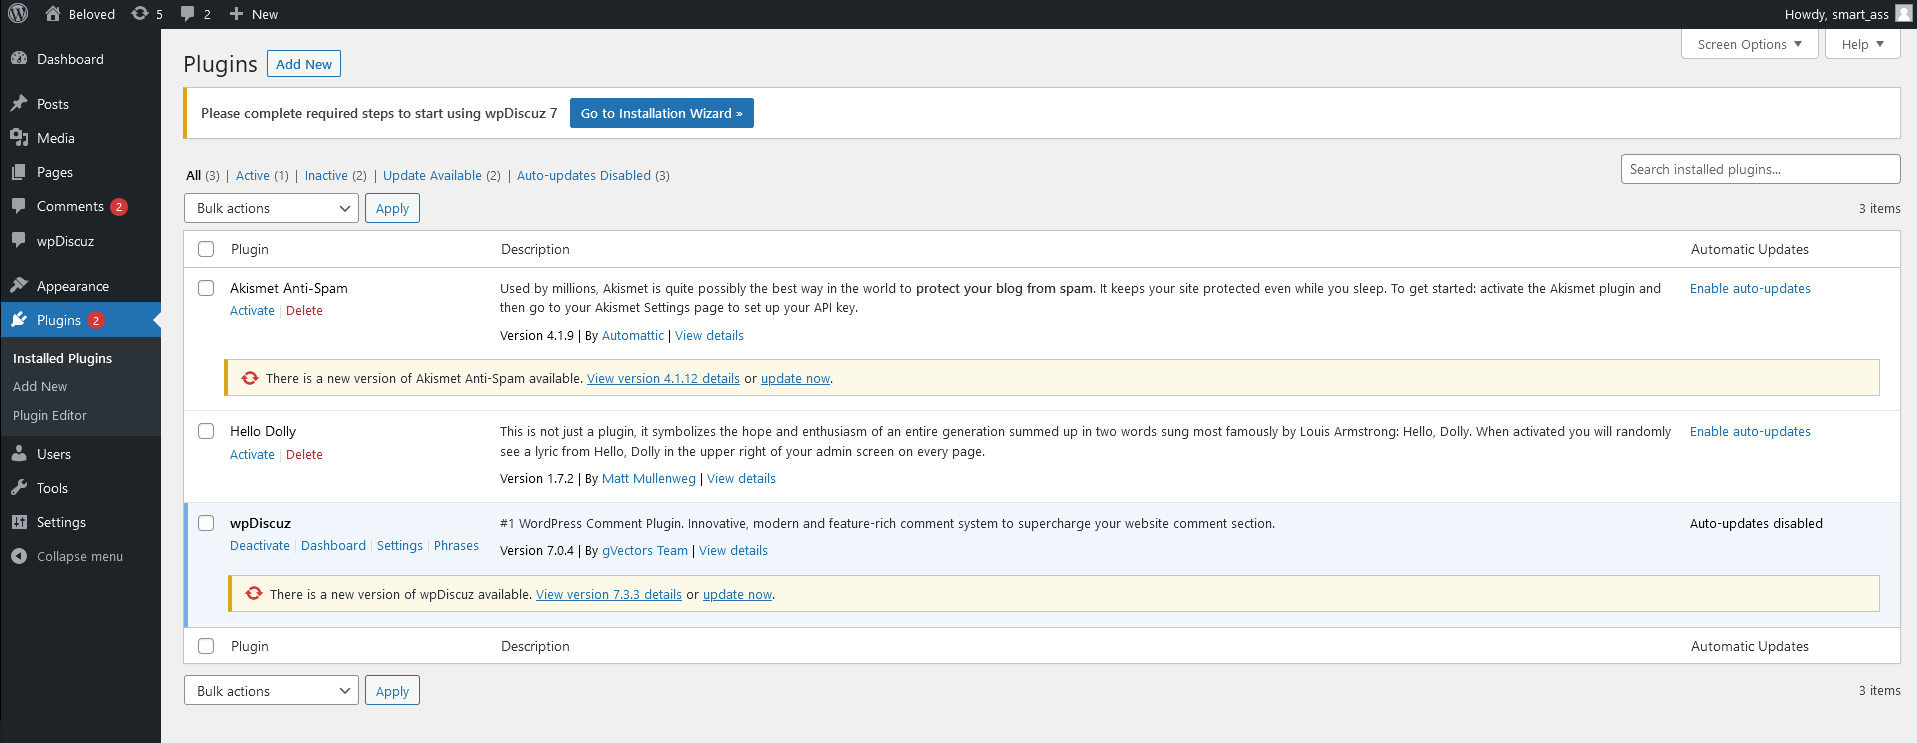 Beloved 5 2 New Howdy, smart_ass
Dashboard
Posts
Media
Pages
Comments 2
wpDiscuz
Appearance
Plugins 2
Installed Plugins
Add New
Plugin Editor
Users
Tools
Settings
Collapse menu
Screen Options Help
Plugins Add New
Please complete required steps to start using wpDiscuz 7 Go to Installation Wizard »
All (3) | Active (1) | Inactive (2) | Update Available (2) | Auto-updates Disabled (3)
Search installed plugins...
Bulk actions Apply 3 items
Plugin Description Automatic Updates
Akismet Anti-Spam
Activate | Delete
Used by millions, Akismet is quite possibly the best way in the world to protect your blog from spam. It keeps your site protected even while you sleep. To get started: activate the Akismet plugin and
then go to your Akismet Settings page to set up your API key.
Version 4.1.9 | By Automattic | View details
Enable auto-updates
There is a new version of Akismet Anti-Spam available. View version 4.1.12 details or update now.
Hello Dolly
Activate | Delete
This is not just a plugin, it symbolizes the hope and enthusiasm of an entire generation summed up in two words sung most famously by Louis Armstrong: Hello, Dolly. When activated you will randomly
see a lyric from Hello, Dolly in the upper right of your admin screen on every page.
Version 1.7.2 | By Matt Mullenweg | View details
Enable auto-updates
wpDiscuz
Deactivate | Dashboard | Settings | Phrases
#1 WordPress Comment Plugin. Innovative, modern and feature-rich comment system to supercharge your website comment section.
Version 7.0.4 | By gVectors Team | View details
Auto-updates disabled
There is a new version of wpDiscuz available. View version 7.3.3 details or update now.
Plugin Description Automatic Updates
Bulk actions Apply 3 items